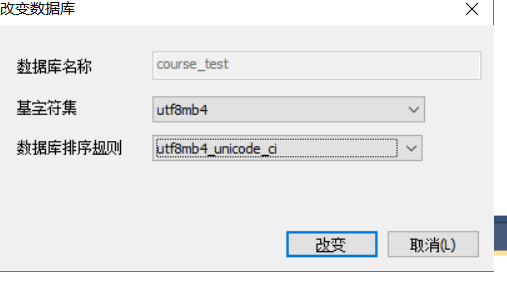 改变数据库
数据库名称
course_test
基字符集
utf8mb4
数据库排序规则
utf8mb4_unicode_ci
改变
取消(L)